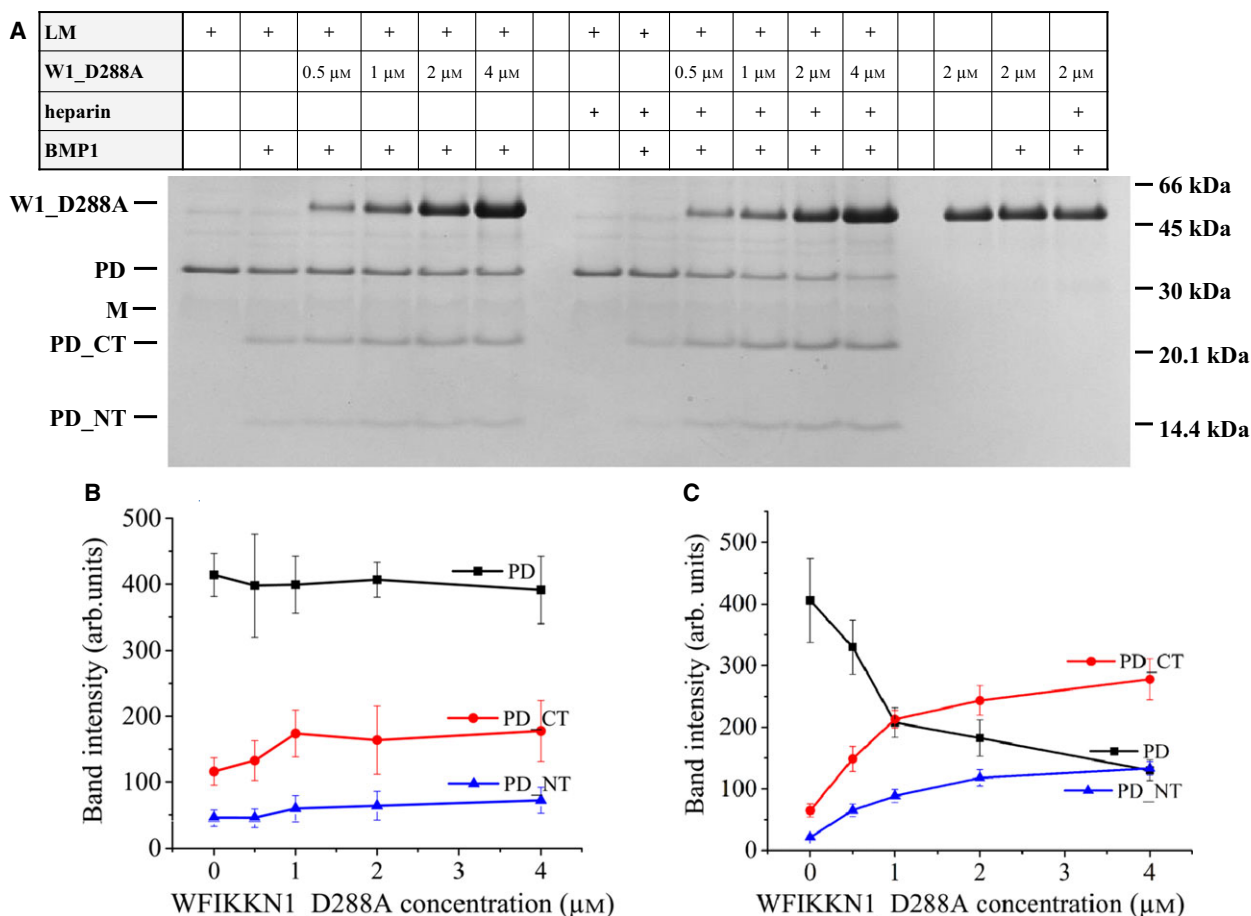 A
LM + + + + + + + + + + + +
W1_D288A 0.5 μM 1 μM 2 μM 4 μM 0.5 μM 1 μM 2 μM 4 μM 2 μM 2 μM 2 μM
heparin + + + + + + +
BMP1 + + + + + + + + + + + +
W1_D288A
PD
M
PD_CT
PD_NT
66 kDa
45 kDa
30 kDa
20.1 kDa
14.4 kDa
B
Band intensity (arb.units)
500
400
300
200
100
0
PD
PD_CT
PD_NT
0 1 2 3 4
WFIKKN1_D288A concentration (μM)
C
Band intensity (arb. units)
500
400
300
200
100
0
PD_CT
PD
PD_NT
0 1 2 3 4
WFIKKN1_D288A concentration (μM)